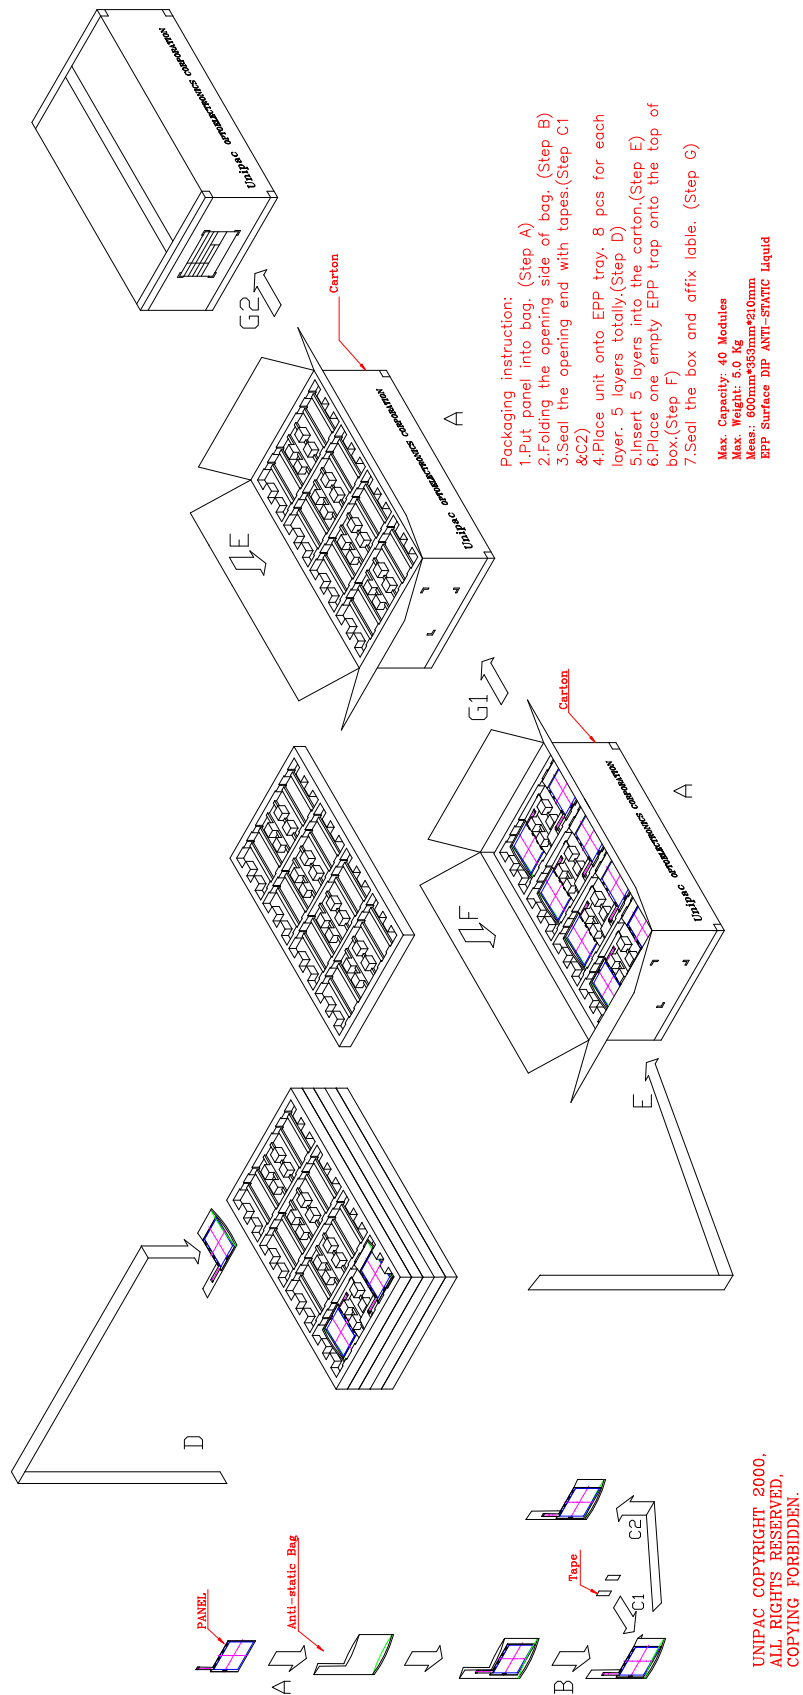 Unipac OPTOELECTRONICS CORPORATION
G2
Carton
E
Unipac OPTOELECTRONICS CORPORATION
A
G1
Carton
F
Unipac OPTOELECTRONICS CORPORATION
A
E
D
PANEL
A
Anti-static Bag
B
Tape
C1
C2
Packaging instruction:
1.Put panel into bag. (Step A)
2.Folding the opening side of bag. (Step B)
3.Seal the opening end with tapes.(Step C1
&C2)
4.Place unit onto EPP tray. 8 pcs for each
layer. 5 layers totally.(Step D)
5.Insert 5 layers into the carton.(Step E)
6.Place one empty EPP trap onto the top of
box.(Step F)
7.Seal the box and affix lable. (Step G)
Max. Capacity: 40 Modules
Max. Weight: 5.0 Kg
Meas.: 600mm*353mm*210mm
EPP Surface DIP ANTI-STATIC Liquid
UNIPAC COPYRIGHT 2000,
ALL RIGHTS RESERVED,
COPYING FORBIDDEN.